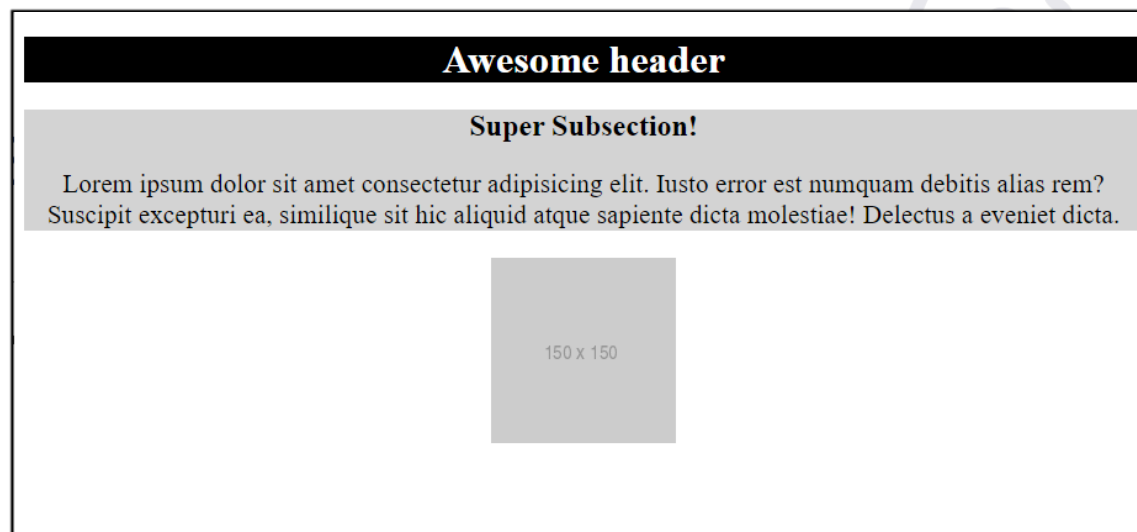 Awesome header
Super Subsection!
Lorem ipsum dolor sit amet consectetur adipisicing elit. Iusto error est numquam debitis alias rem?
Suscipit excepturi ea, similique sit hic aliquid atque sapiente dicta molestiae! Delectus a eveniet dicta.
150 x 150